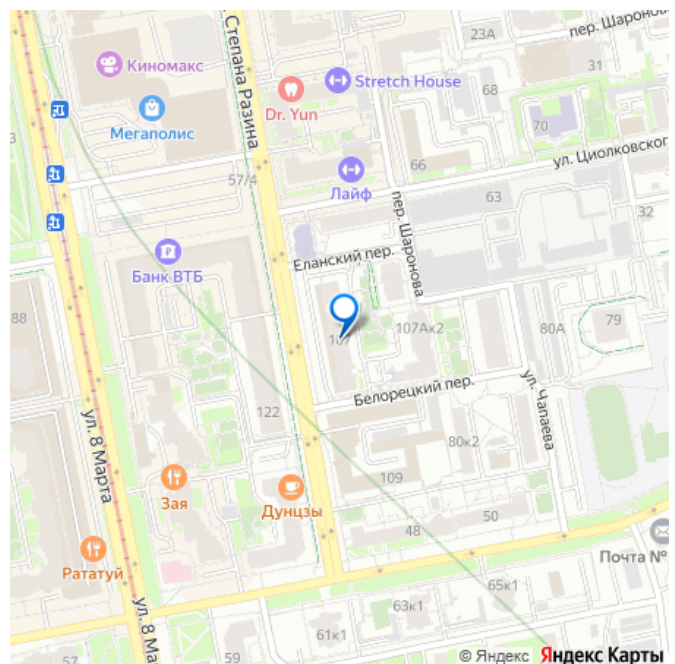 23А
пер. Шаронова
Степана Разина
Киномакс
Stretch House
31
Dr. Yun
68
Мегаполис
70
3
66
ул. Циолковского
57/4
Лайф
63
пер. Шаронова
32
Еланский пер.
Банк ВТБ
88
107
107Ак2
80А
79
Белорецкий пер.
ул. Чапаева
122
ул. 8 Марта
80к2
109
Зая
Дунцзы
50
48
Рататуй
Почта №
65к1
63к1
ул. 8 Ма
61к1
59
57
© Яндекс Яндекс Карты